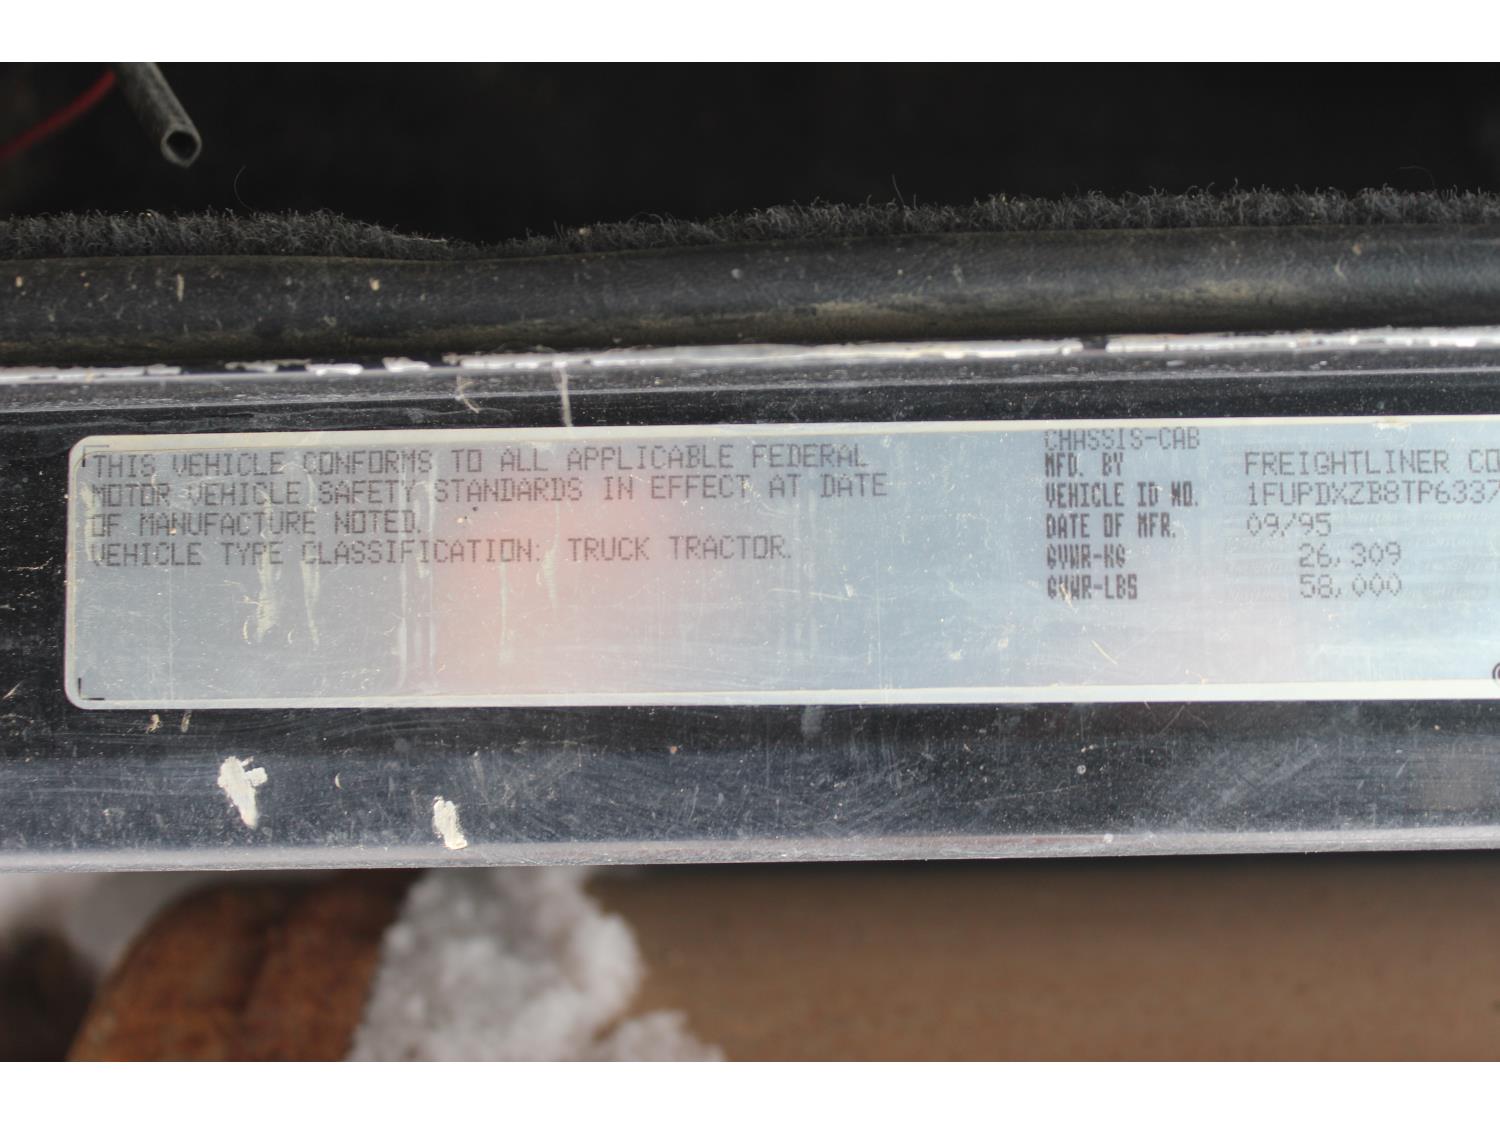 THIS VEHICLE CONFORMS TO ALL APPLICABLE FEDERAL
MOTOR VEHICLE SAFETY STANDARDS IN EFFECT AT DATE
OF MANUFACTURE NOTED.
VEHICLE TYPE CLASSIFICATION: TRUCK TRACTOR.
CHASSIS-CAB
MFD. BY FREIGHTLINER CO
VEHICLE ID NO. 1FUPDXZB8TP6337
DATE OF MFR. 09/95
GVWR-KG 26,309
GVWR-LBS 58,000